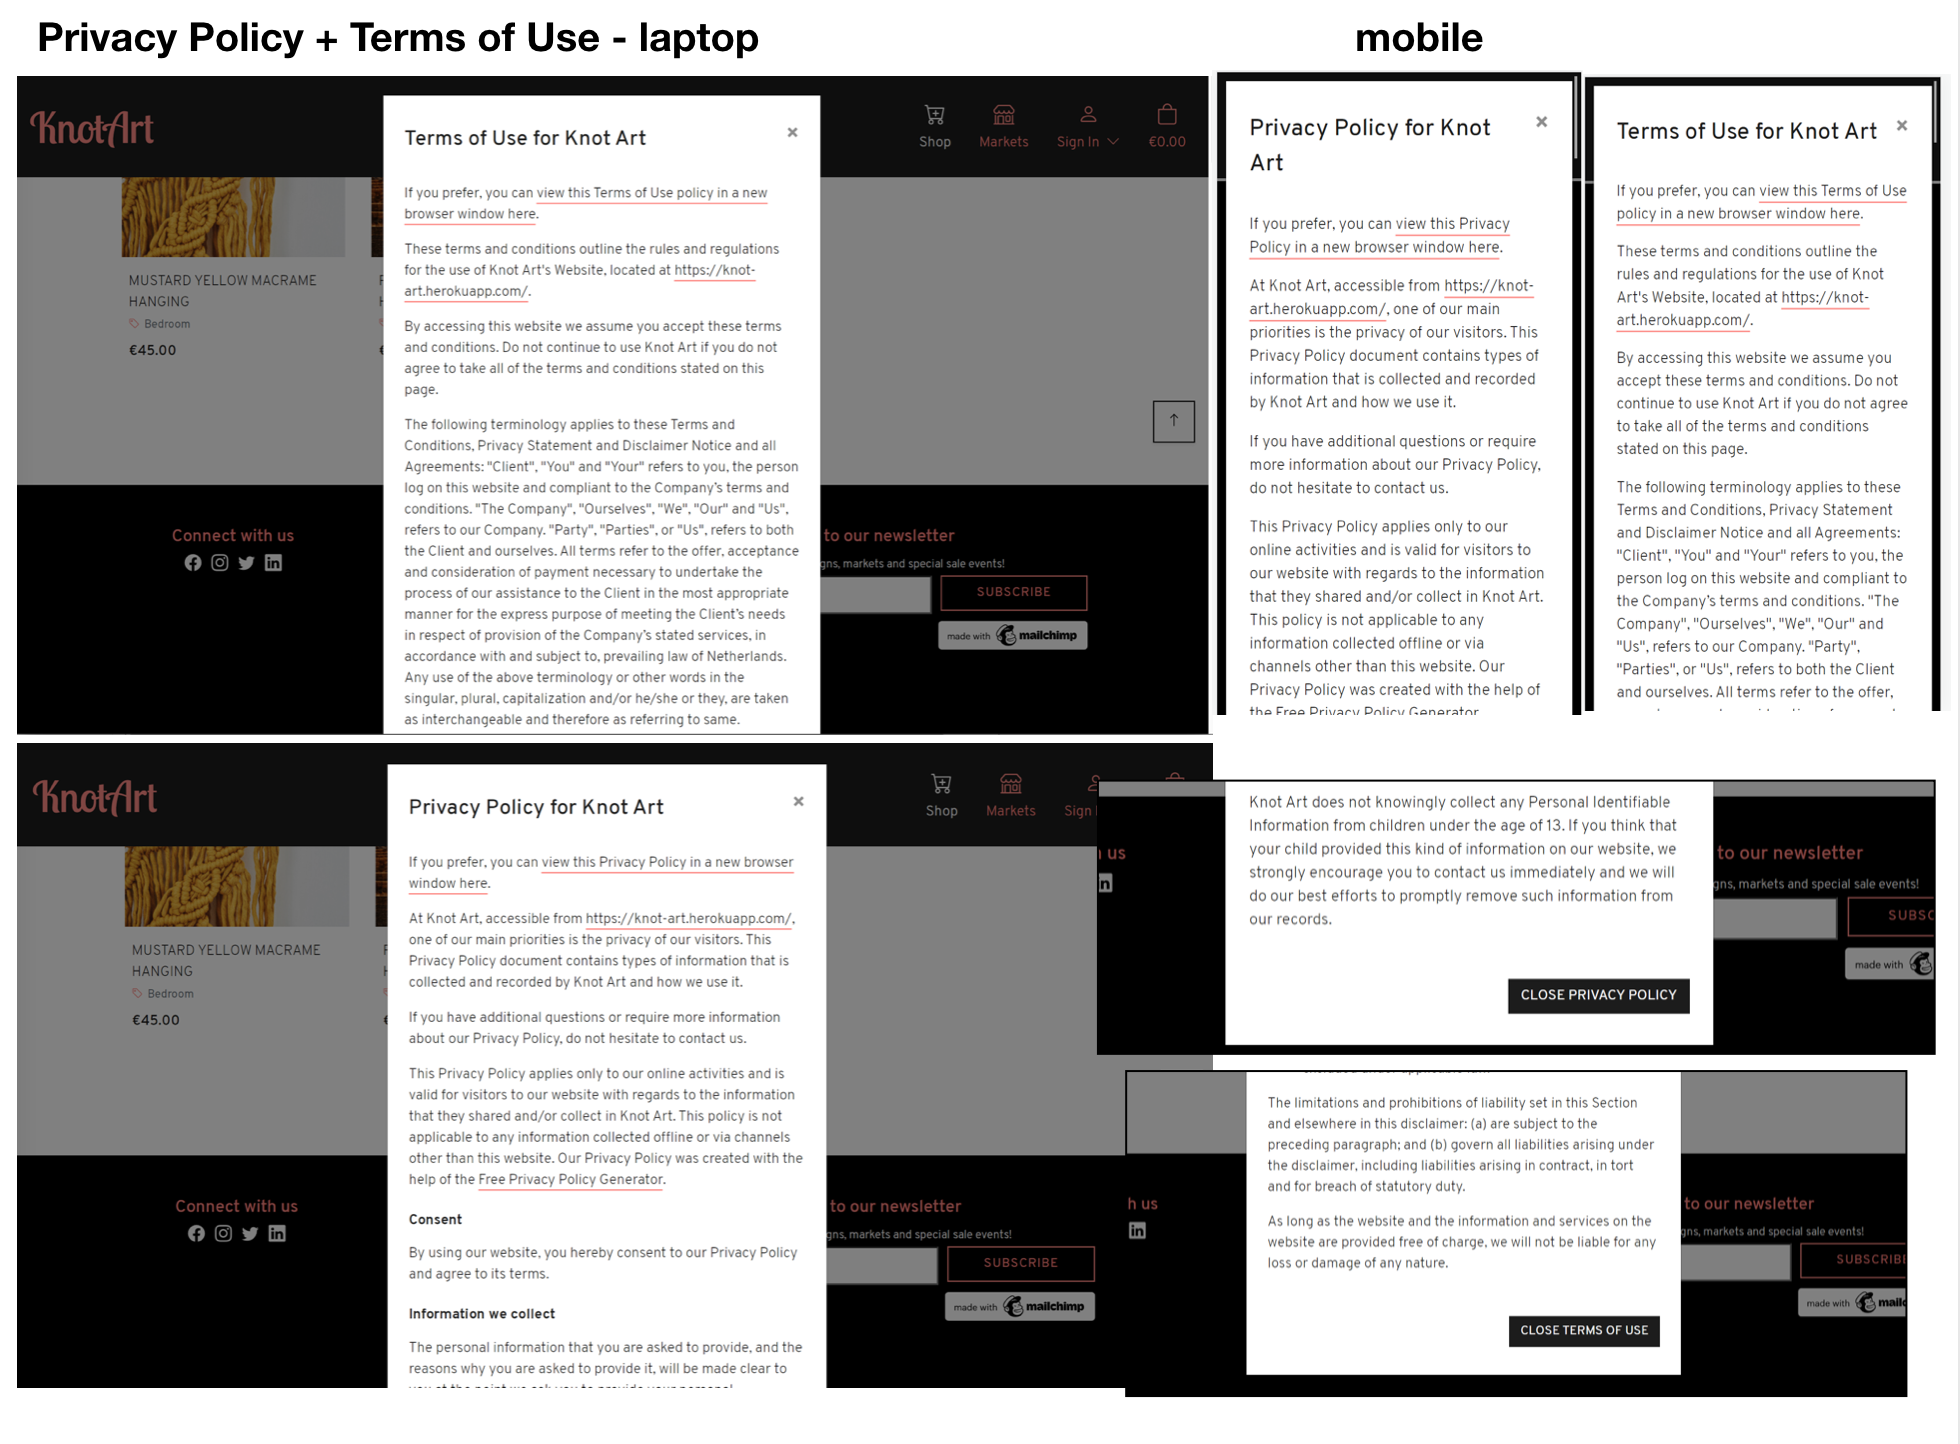 Privacy Policy + Terms of Use - laptop
mobile
KnotArt
Shop
Markets
Sign In
€0.00
Terms of Use for Knot Art
×
If you prefer, you can view this Terms of Use policy in a new
browser window here.
These terms and conditions outline the rules and regulations
for the use of Knot Art's Website, located at https://knot-
art.herokuapp.com/.
By accessing this website we assume you accept these terms
and conditions. Do not continue to use Knot Art if you do not
agree to take all of the terms and conditions stated on this
page.
The following terminology applies to these Terms and
Conditions, Privacy Statement and Disclaimer Notice and all
Agreements: "Client", "You" and "Your" refers to you, the person
log on this website and compliant to the Company's terms and
conditions. "The Company", "Ourselves", "We", "Our" and "Us",
refers to our Company. "Party", "Parties", or "Us", refers to both
the Client and ourselves. All terms refer to the offer, acceptance
and consideration of payment necessary to undertake the
process of our assistance to the Client in the most appropriate
manner for the express purpose of meeting the Client's needs
in respect of provision of the Company's stated services, in
accordance with and subject to, prevailing law of Netherlands.
Any use of the above terminology or other words in the
singular, plural, capitalization and/or he/she or they, are taken
as interchangeable and therefore as referring to same.
MUSTARD YELLOW MACRAME
HANGING
Bedroom
€45.00
Connect with us
to our newsletter
gns, markets and special sale events!
SUBSCRIBE
made with mailchimp
Privacy Policy for Knot
Art
×
If you prefer, you can view this Privacy
Policy in a new browser window here.
At Knot Art, accessible from https://knot-
art.herokuapp.com/, one of our main
priorities is the privacy of our visitors. This
Privacy Policy document contains types of
information that is collected and recorded
by Knot Art and how we use it.
If you have additional questions or require
more information about our Privacy Policy,
do not hesitate to contact us.
This Privacy Policy applies only to our
online activities and is valid for visitors to
our website with regards to the information
that they shared and/or collect in Knot Art.
This policy is not applicable to any
information collected offline or via
channels other than this website. Our
Privacy Policy was created with the help of
the Free Privacy Policy Generator
Terms of Use for Knot Art
×
If you prefer, you can view this Terms of Use
policy in a new browser window here.
These terms and conditions outline the
rules and regulations for the use of Knot
Art's Website, located at https://knot-
art.herokuapp.com/.
By accessing this website we assume you
accept these terms and conditions. Do not
continue to use Knot Art if you do not agree
to take all of the terms and conditions
stated on this page.
The following terminology applies to these
Terms and Conditions, Privacy Statement
and Disclaimer Notice and all Agreements:
"Client", "You" and "Your" refers to you, the
person log on this website and compliant to
the Company's terms and conditions. "The
Company", "Ourselves", "We", "Our" and
"Us", refers to our Company. "Party",
"Parties", or "Us", refers to both the Client
and ourselves. All terms refer to the offer,
KnotArt
Shop
Markets
Sign
Privacy Policy for Knot Art
×
If you prefer, you can view this Privacy Policy in a new browser
window here.
At Knot Art, accessible from https://knot-art.herokuapp.com/,
one of our main priorities is the privacy of our visitors. This
Privacy Policy document contains types of information that is
collected and recorded by Knot Art and how we use it.
If you have additional questions or require more information
about our Privacy Policy, do not hesitate to contact us.
This Privacy Policy applies only to our online activities and is
valid for visitors to our website with regards to the information
that they shared and/or collect in Knot Art. This policy is not
applicable to any information collected offline or via channels
other than this website. Our Privacy Policy was created with the
help of the Free Privacy Policy Generator.
Consent
By using our website, you hereby consent to our Privacy Policy
and agree to its terms.
Information we collect
The personal information that you are asked to provide, and the
reasons why you are asked to provide it, will be made clear to
MUSTARD YELLOW MACRAME
HANGING
Bedroom
€45.00
Connect with us
to our newsletter
gns, markets and special sale events!
SUBSCRIBE
made with mailchimp
Knot Art does not knowingly collect any Personal Identifiable
Information from children under the age of 13. If you think that
your child provided this kind of information on our website, we
strongly encourage you to contact us immediately and we will
do our best efforts to promptly remove such information from
our records.
CLOSE PRIVACY POLICY
us
to our newsletter
gns, markets and special sale events!
SUBSC
made with
The limitations and prohibitions of liability set in this Section
and elsewhere in this disclaimer: (a) are subject to the
preceding paragraph; and (b) govern all liabilities arising under
the disclaimer, including liabilities arising in contract, in tort
and for breach of statutory duty.
As long as the website and the information and services on the
website are provided free of charge, we will not be liable for any
loss or damage of any nature.
CLOSE TERMS OF USE
h us
to our newsletter
gns, markets and special sale events!
SUBSCRIB
made with mailc